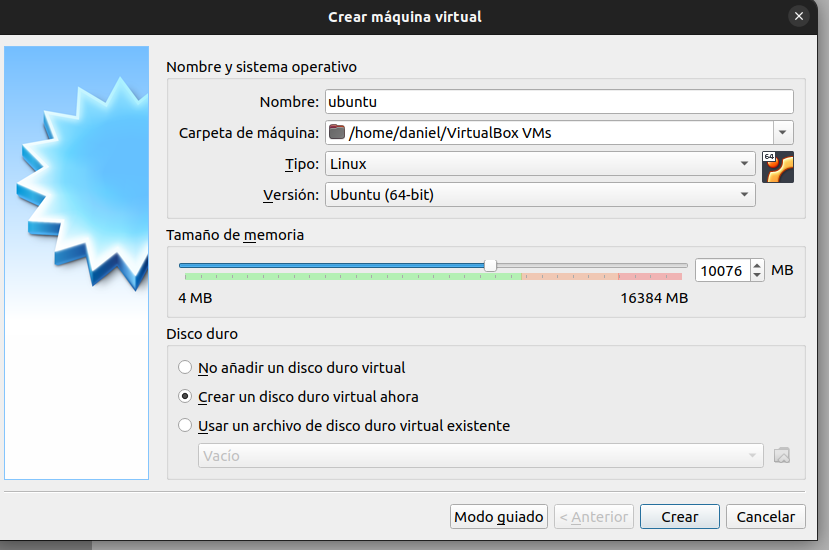 Crear máquina virtual
Nombre y sistema operativo
Nombre: ubuntu
Carpeta de máquina: /home/daniel/VirtualBox VMs
Tipo: Linux
64
Versión: Ubuntu (64-bit)
Tamaño de memoria
10076 MB
4 MB 16384 MB
Disco duro
No añadir un disco duro virtual
Crear un disco duro virtual ahora
Usar un archivo de disco duro virtual existente
Vacío
Modo guiado < Anterior Crear Cancelar